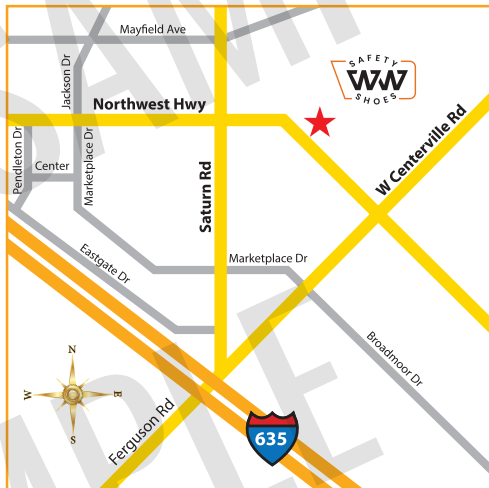 Mayfield Ave
Jackson Dr
SAFETY
WW
SHOES
Northwest Hwy
W Centerville Rd
Pendleton Dr
Center
Marketplace Dr
Saturn Rd
Marketplace Dr
Eastgate Dr
Broadmoor Dr
N
W
E
S
Ferguson Rd
635
SAMPLE